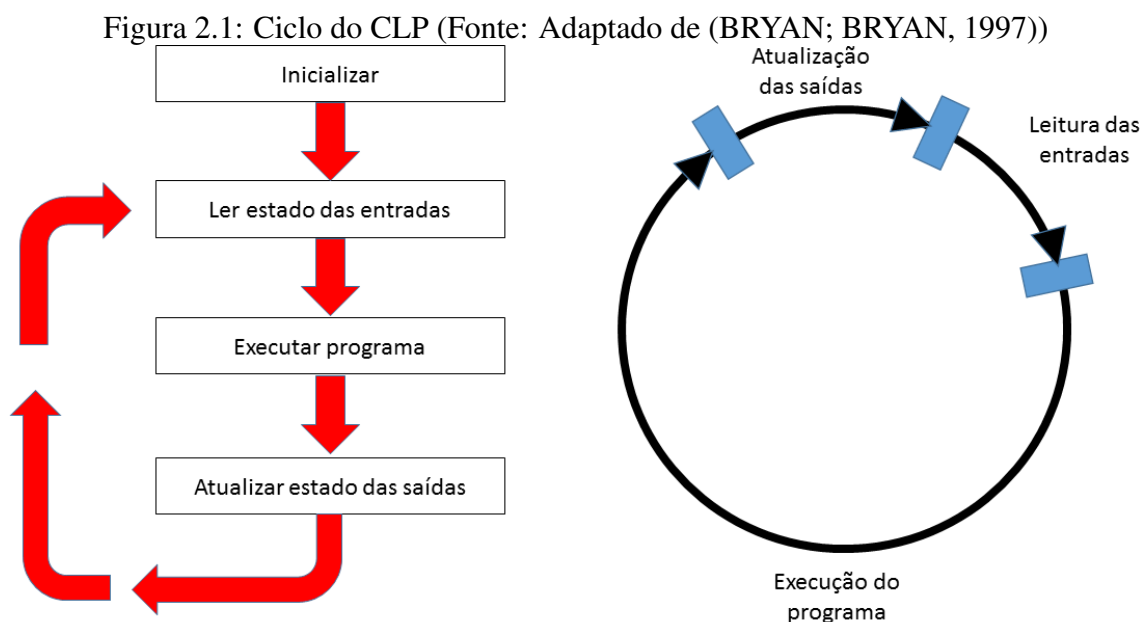 Figura 2.1: Ciclo do CLP (Fonte: Adaptado de (BRYAN; BRYAN, 1997))
Inicializar
Ler estado das entradas
Executar programa
Atualizar estado das saídas
Atualização
das saídas
Leitura das
entradas
Execução do
programa